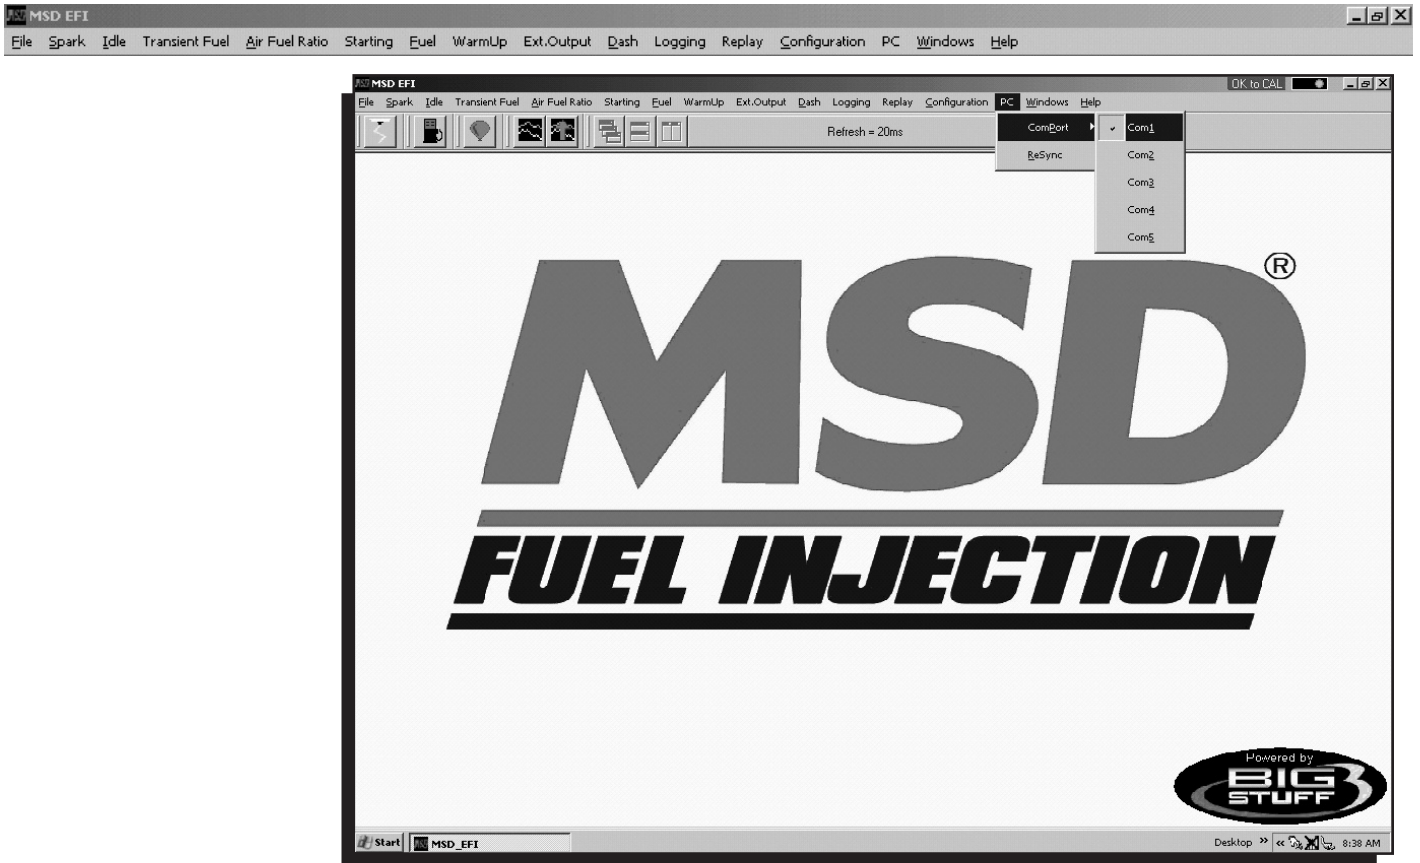 MSD EFI
File Spark Idle Transient Fuel Air Fuel Ratio Starting Fuel WarmUp Ext.Output Dash Logging Replay Configuration PC Windows Help
MSD EFI OK to CAL
File Spark Idle Transient Fuel Air Fuel Ratio Starting Fuel WarmUp Ext.Output Dash Logging Replay Configuration PC Windows Help
Refresh = 20ms
ComPort Com1
ReSync Com2
Com3
Com4
Com5
MSD®
FUEL INJECTION
Powered by
BIG
STUFF 3
Start MSD_EFI Desktop » « 8:38 AM